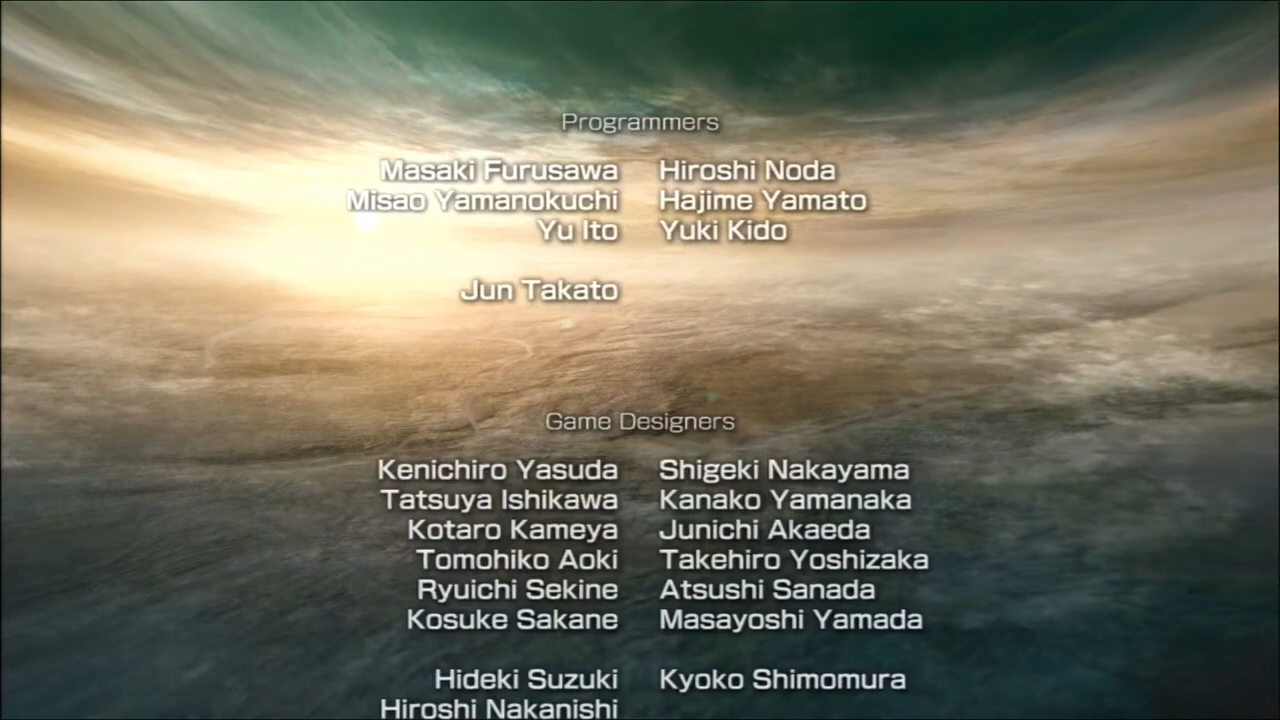 Programmers
Masaki Furusawa Hiroshi Noda
Misao Yamanokuchi Hajime Yamato
Yu Ito Yuki Kido
Jun Takato
Game Designers
Kenichiro Yasuda Shigeki Nakayama
Tatsuya Ishikawa Kanako Yamanaka
Kotaro Kameya Junichi Akaeda
Tomohiko Aoki Takehiro Yoshizaka
Ryuichi Sekine Atsushi Sanada
Kosuke Sakane Masayoshi Yamada
Hideki Suzuki Kyoko Shimomura
Hiroshi Nakanishi